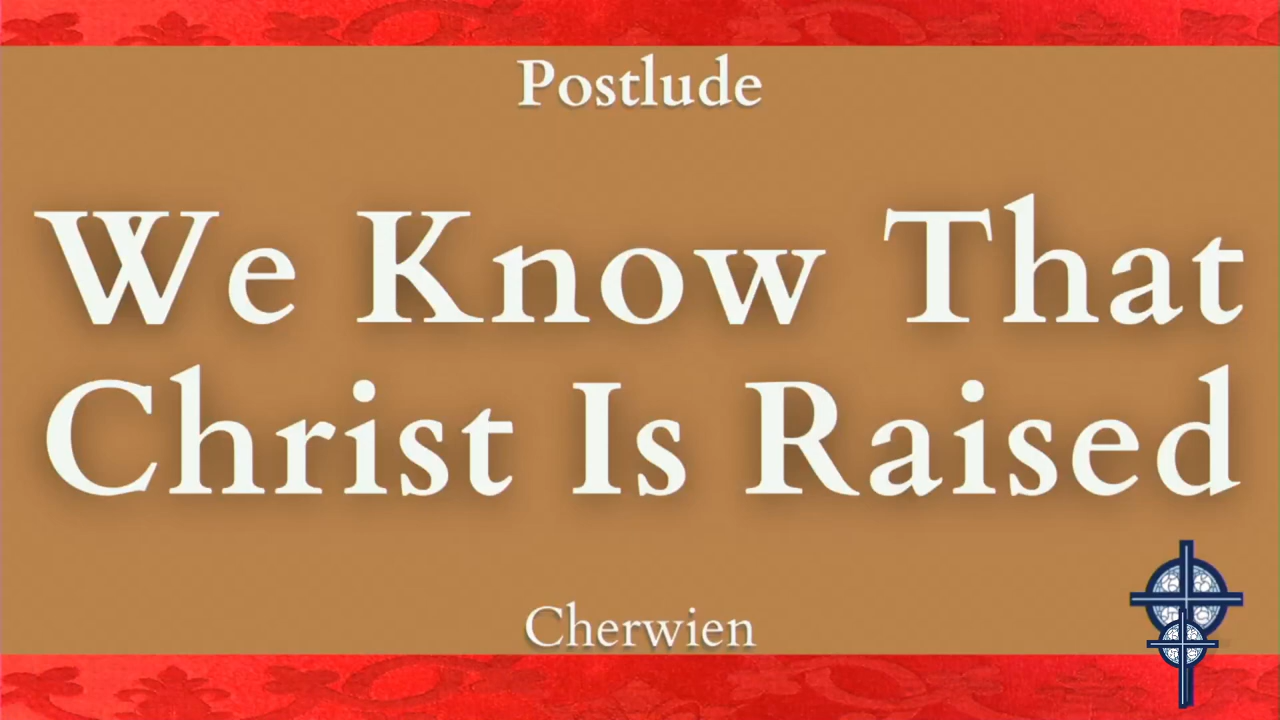 Postlude
We Know That
Christ Is Raised
Cherwien